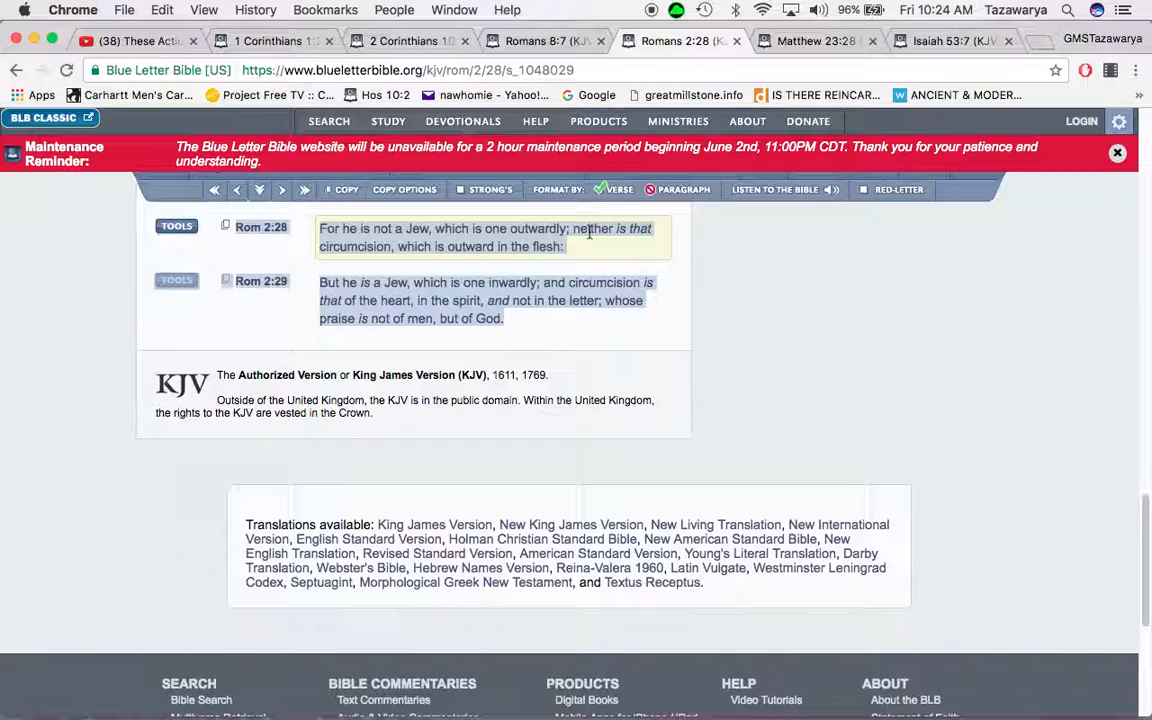 Chrome File Edit View History Bookmarks People Window Help 96% Fri 10:24 AM Tazawarya
(38) These Actio 1 Corinthians 1: 2 Corinthians 10 Romans 8:7 (KJV Romans 2:28 (K Matthew 23:28 Isaiah 53:7 (KJV GMSTazawarya
Blue Letter Bible [US] https://www.blueletterbible.org/kjv/rom/2/28/s_1048029
Apps Carhartt Men's Car... Project Free TV :: C... Hos 10:2 nawhomie - Yahoo!... Google greatmillstone.info IS THERE REINCAR... ANCIENT & MODER... »
BLB CLASSIC SEARCH STUDY DEVOTIONALS HELP PRODUCTS MINISTRIES ABOUT DONATE LOGIN
Maintenance Reminder:
The Blue Letter Bible website will be unavailable for a 2 hour maintenance period beginning June 2nd, 11:00PM CDT. Thank you for your patience and
understanding.
COPY COPY OPTIONS STRONG'S FORMAT BY: VERSE PARAGRAPH LISTEN TO THE BIBLE RED-LETTER
TOOLS Rom 2:28 For he is not a Jew, which is one outwardly; neither is that
circumcision, which is outward in the flesh:
TOOLS Rom 2:29 But he is a Jew, which is one inwardly; and circumcision is
that of the heart, in the spirit, and not in the letter; whose
praise is not of men, but of God.
KJV The Authorized Version or King James Version (KJV), 1611, 1769.
Outside of the United Kingdom, the KJV is in the public domain. Within the United Kingdom,
the rights to the KJV are vested in the Crown.
Translations available: King James Version, New King James Version, New Living Translation, New International
Version, English Standard Version, Holman Christian Standard Bible, New American Standard Bible, New
English Translation, Revised Standard Version, American Standard Version, Young's Literal Translation, Darby
Translation, Webster's Bible, Hebrew Names Version, Reina-Valera 1960, Latin Vulgate, Westminster Leningrad
Codex, Septuagint, Morphological Greek New Testament, and Textus Receptus.
SEARCH BIBLE COMMENTARIES PRODUCTS HELP ABOUT
Bible Search Text Commentaries Digital Books Video Tutorials About the BLB